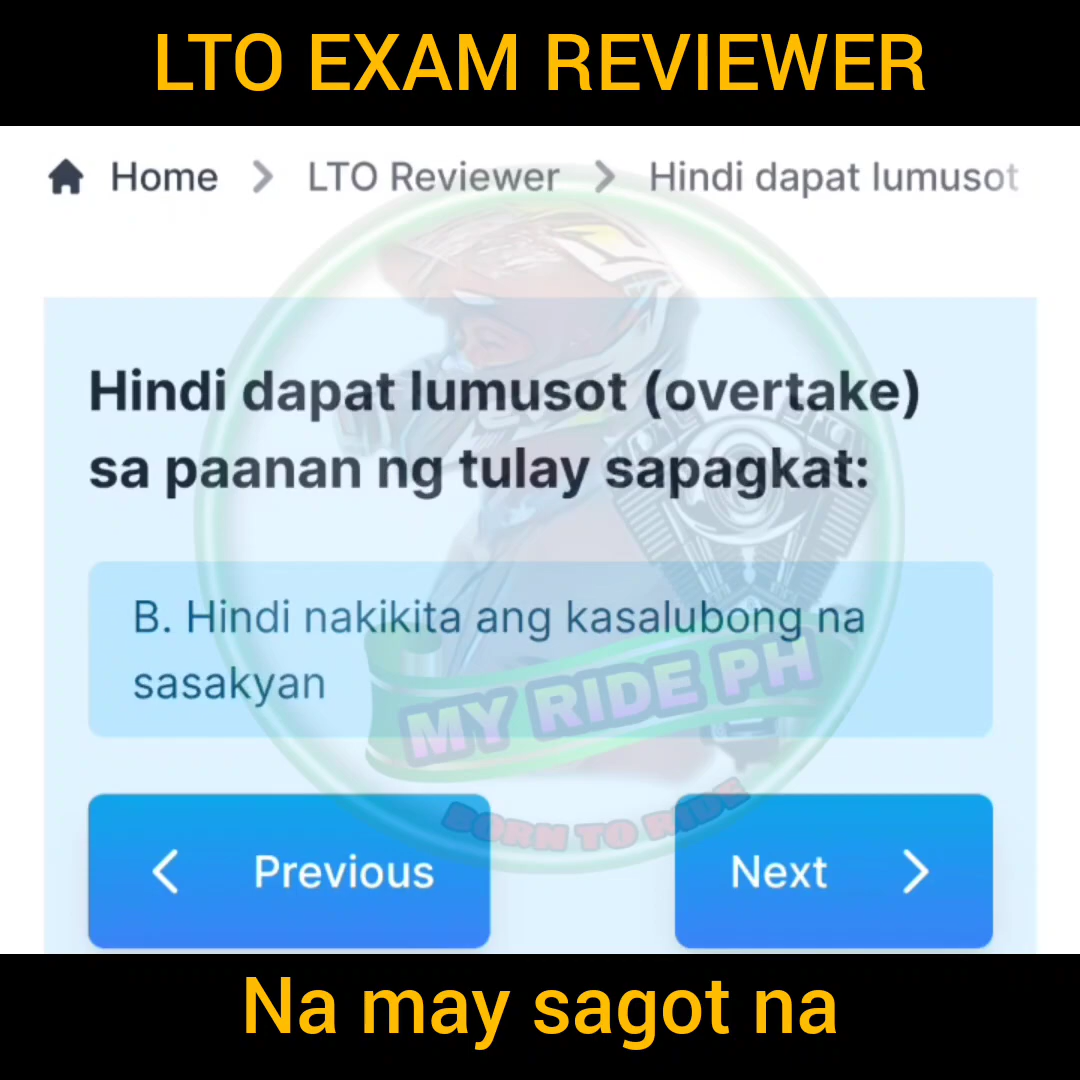 LTO EXAM REVIEWER
Home > LTO Reviewer > Hindi dapat lumusot
Hindi dapat lumusot (overtake)
sa paanan ng tulay sapagkat:
B. Hindi nakikita ang kasalubong na
sasakyan
MY RIDE PH
BORN TO RIDE
Previous
Next
Na may sagot na